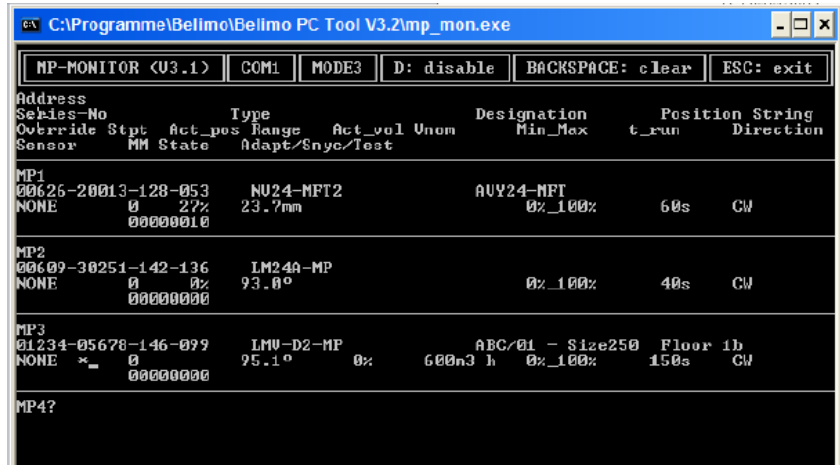 C:\Programme\Belimo\Belimo PC Tool V3.2\mp_mon.exe
MP-MONITOR (V3.1) COM1 MODE3 D: disable BACKSPACE: clear ESC: exit
Address
Series-No Type Designation Position String
Override Stpt Act_pos Range Act_vol Vnom Min_Max t_run Direction
Sensor MM State Adapt/Snyc/Test
MP1
00626-20013-128-053 NV24-MFT2 AVY24-MFT
NONE 0 27% 23.7mm 0%_100% 60s CW
00000010
MP2
00609-30251-142-136 LM24A-MP
NONE 0 0% 93.0° 0%_100% 40s CW
00000000
MP3
01234-05678-146-099 LMV-D2-MP ABC/01 - Size250 Floor 1b
NONE *_ 0 95.1° 0% 600m3 h 0%_100% 150s CW
00000000
MP4?